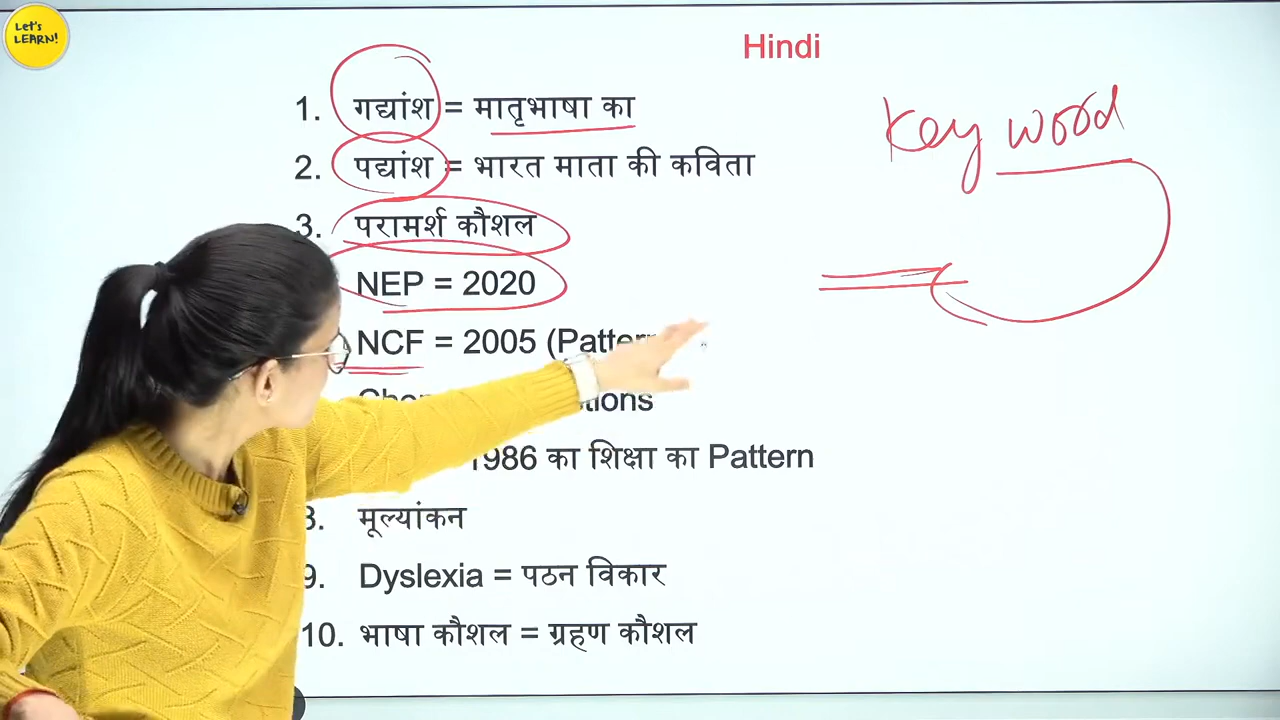 Let's
LEARN!
Hindi
1. गद्यांश = मातृभाषा का
2. पद्यांश = भारत माता की कविता
3. परामर्श कौशल
NEP = 2020
NCF = 2005
1986 का शिक्षा का Pattern
मूल्यांकन
9. Dyslexia = पठन विकार
10. भाषा कौशल = ग्रहण कौशल
Key word